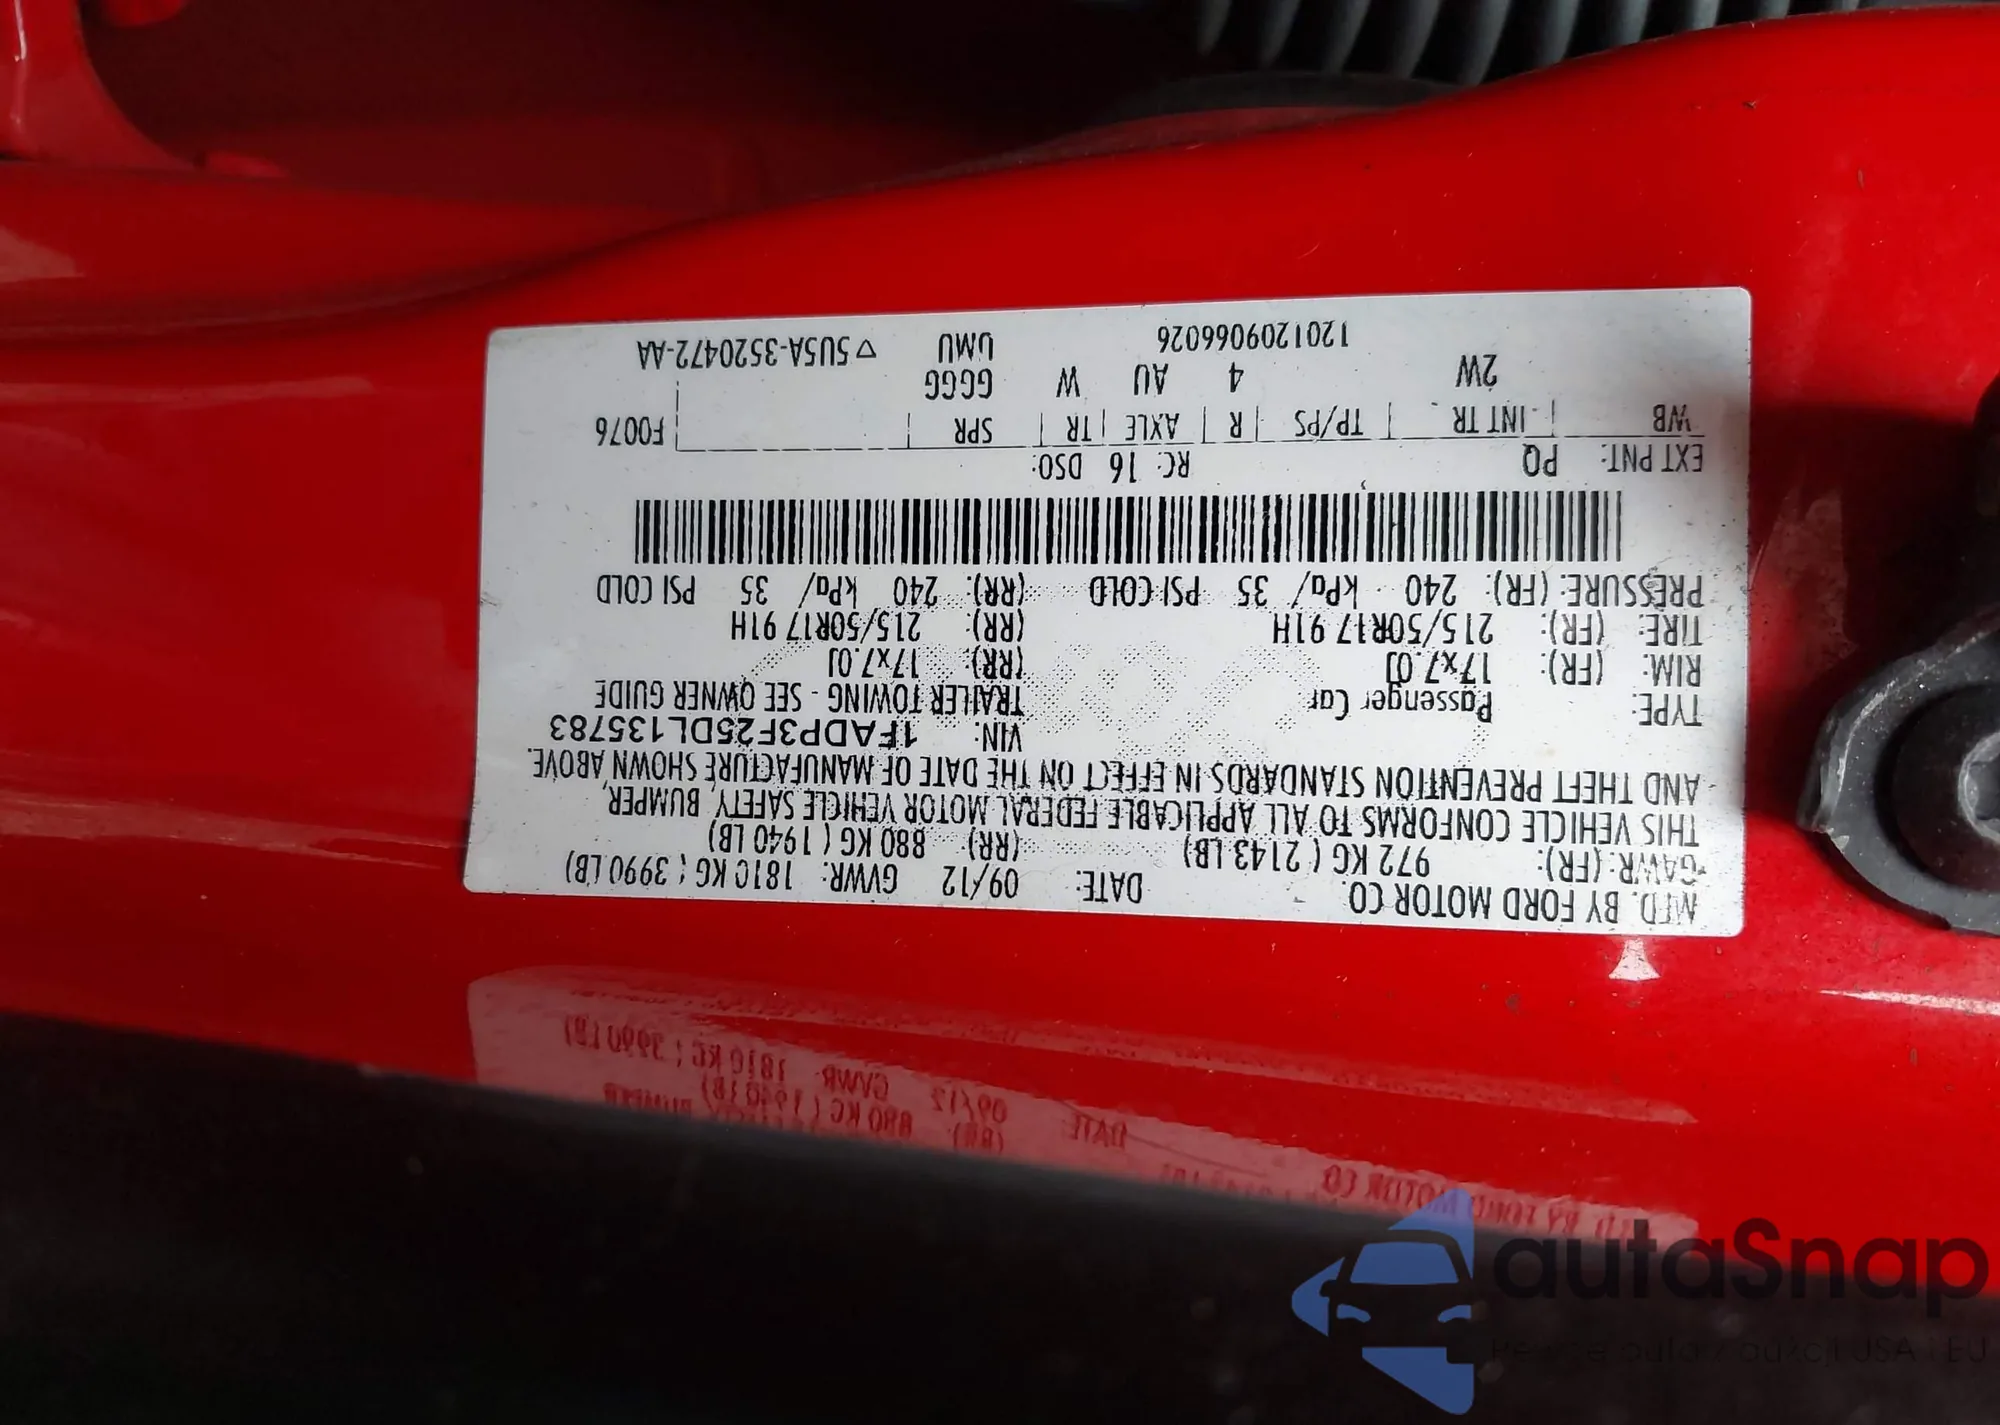 MFD. BY FORD MOTOR CO. DATE: 09/12 GVWR: 1810 KG ( 3990 LB)
GAWR: (FR): 972 KG ( 2143 LB) (RR): 880 KG ( 1940 LB)
THIS VEHICLE CONFORMS TO ALL APPLICABLE FEDERAL MOTOR VEHICLE SAFETY, BUMPER,
AND THEFT PREVENTION STANDARDS IN EFFECT ON THE DATE OF MANUFACTURE SHOWN ABOVE.
VIN: 1FADP3F25DL135783
TYPE: Passenger Car TRAILER TOWING - SEE OWNER GUIDE
RIM: (FR): 17x7.0J (RR): 17x7.0J
TIRE: (FR): 215/50R17 91H (RR): 215/50R17 91H
PRESSURE: (FR): 240 kPa/ 35 PSI COLD (RR): 240 kPa/ 35 PSI COLD
EXT PNT: PQ RC: 16 DSO:
WB INT TR TP/PS R AXLE TR SPR F0076
2W 4 AU W GGGG
UMU
120120906​6026 ▽5U5A-3520472-AA
autaSnap